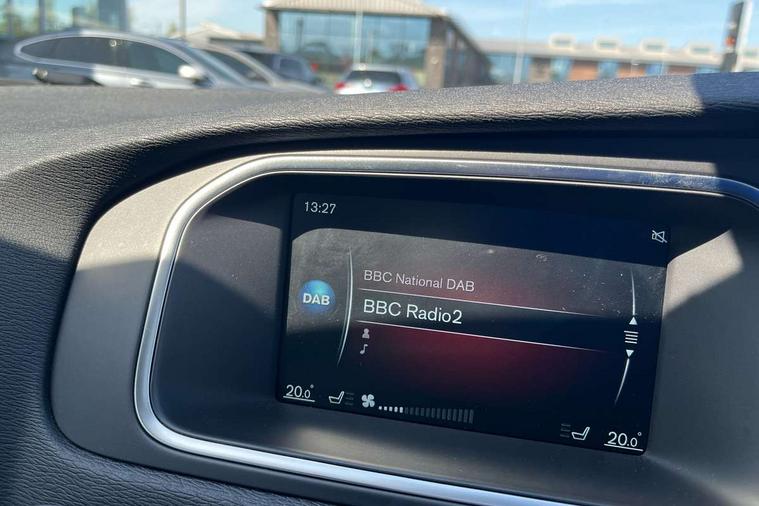 13:27
BBC National DAB
DAB
BBC Radio2
20.0°
20.0°